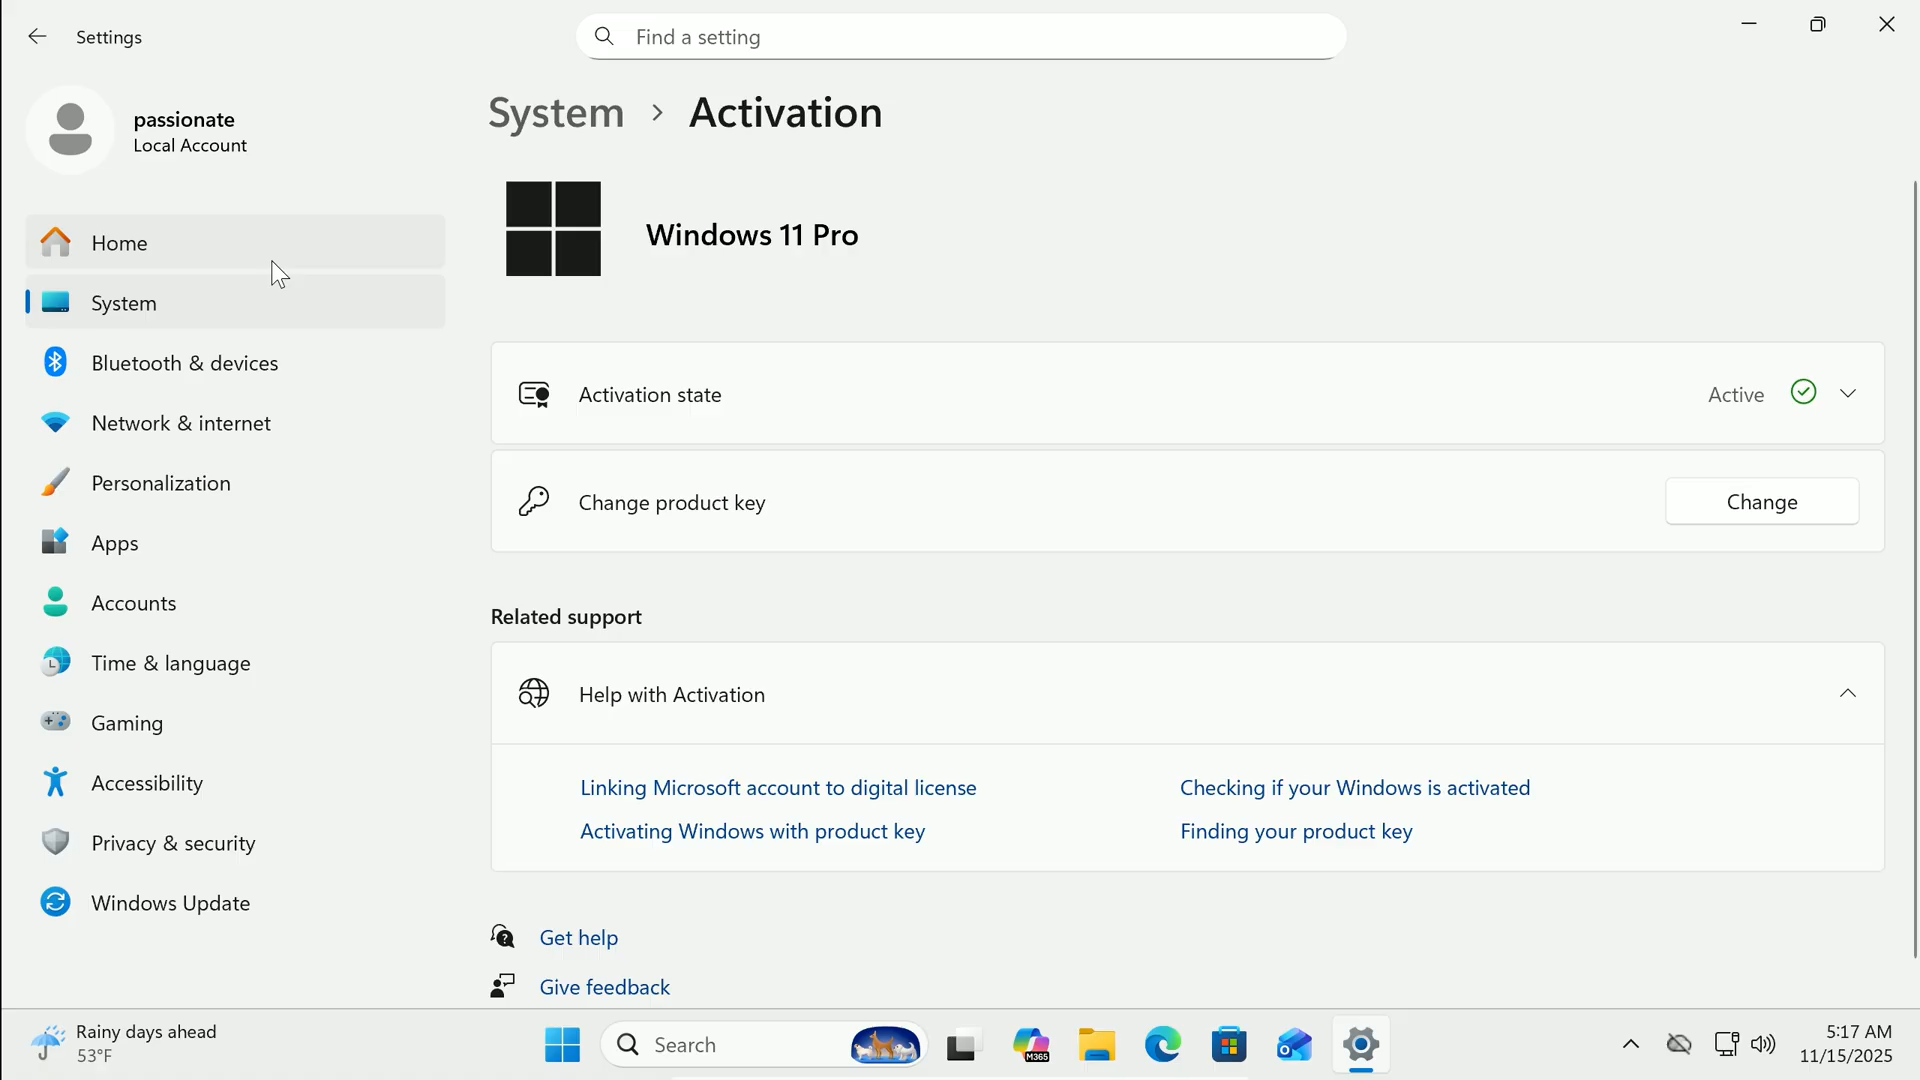 Settings
Find a setting
passionate
Local Account
Home
System
Bluetooth & devices
Network & internet
Personalization
Apps
Accounts
Time & language
Gaming
Accessibility
Privacy & security
Windows Update
System > Activation
Windows 11 Pro
Activation state
Active
Change product key
Change
Related support
Help with Activation
Linking Microsoft account to digital license
Checking if your Windows is activated
Activating Windows with product key
Finding your product key
Get help
Give feedback
Rainy days ahead
53°F
Search
M365
5:17 AM
11/15/2025